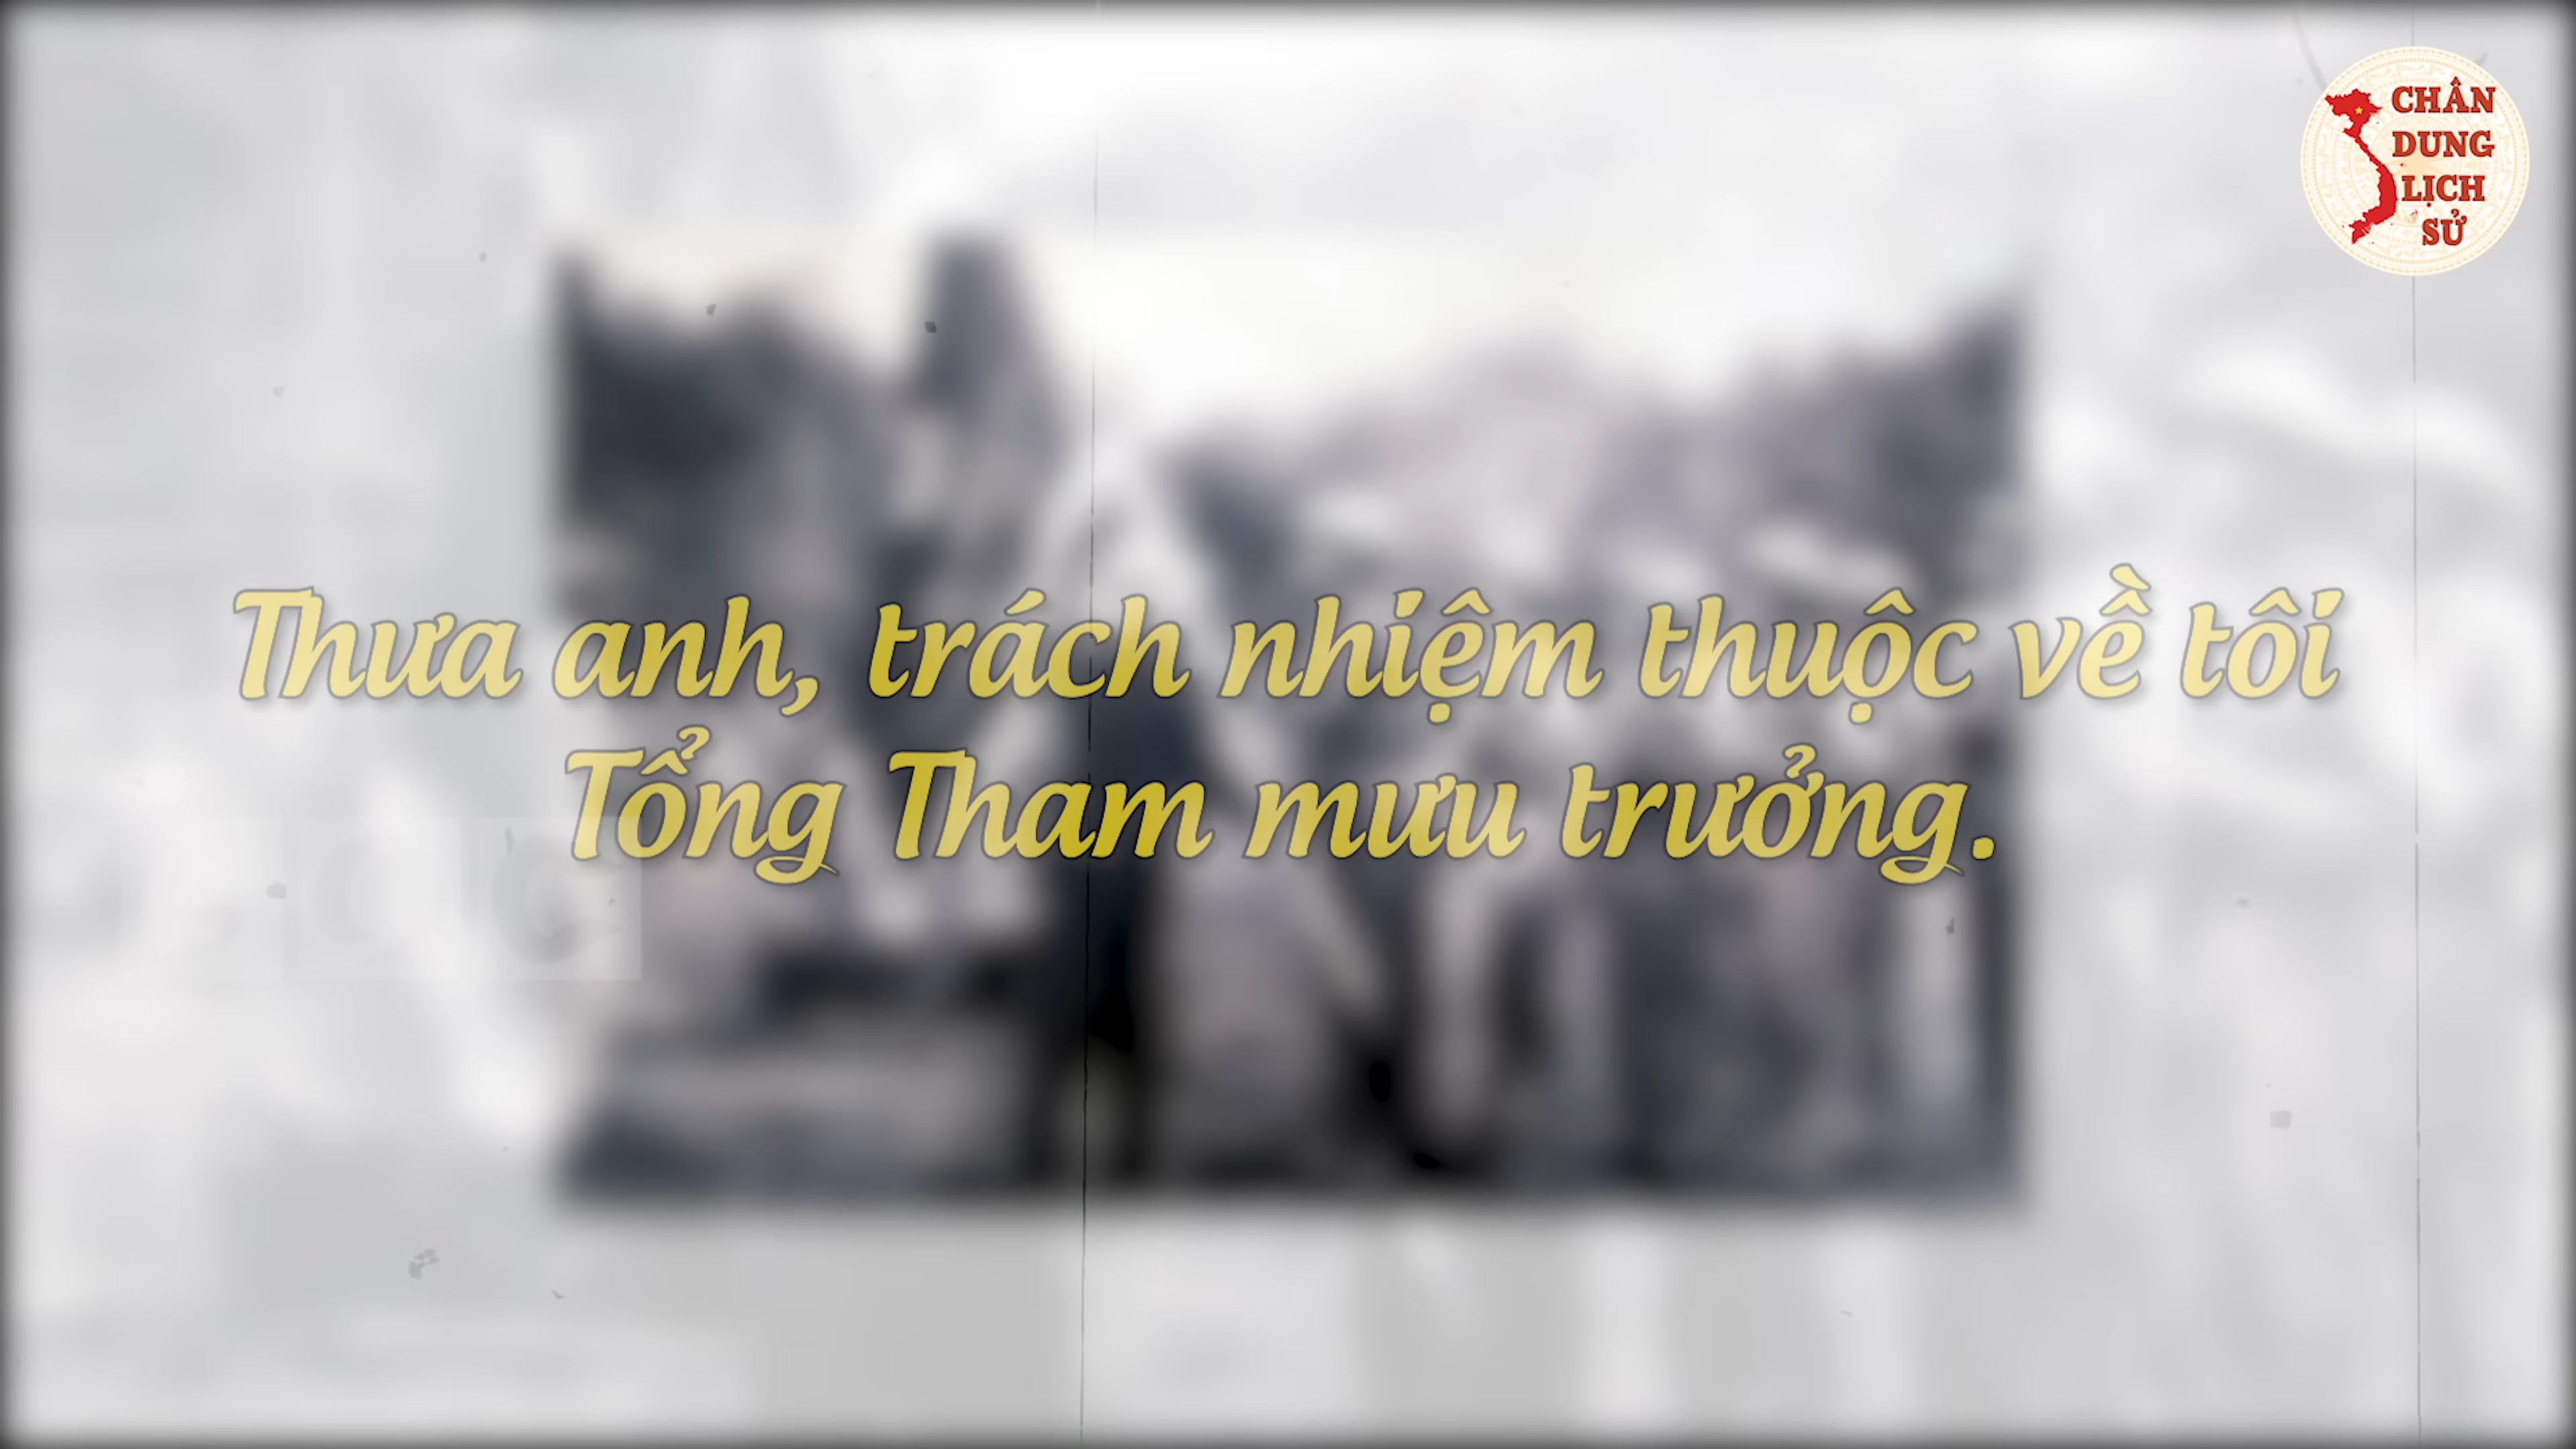 CHÂN
DUNG
LỊCH
SỬ
Thưa anh, trách nhiệm thuộc về tôi
Tổng Tham mưu trưởng.